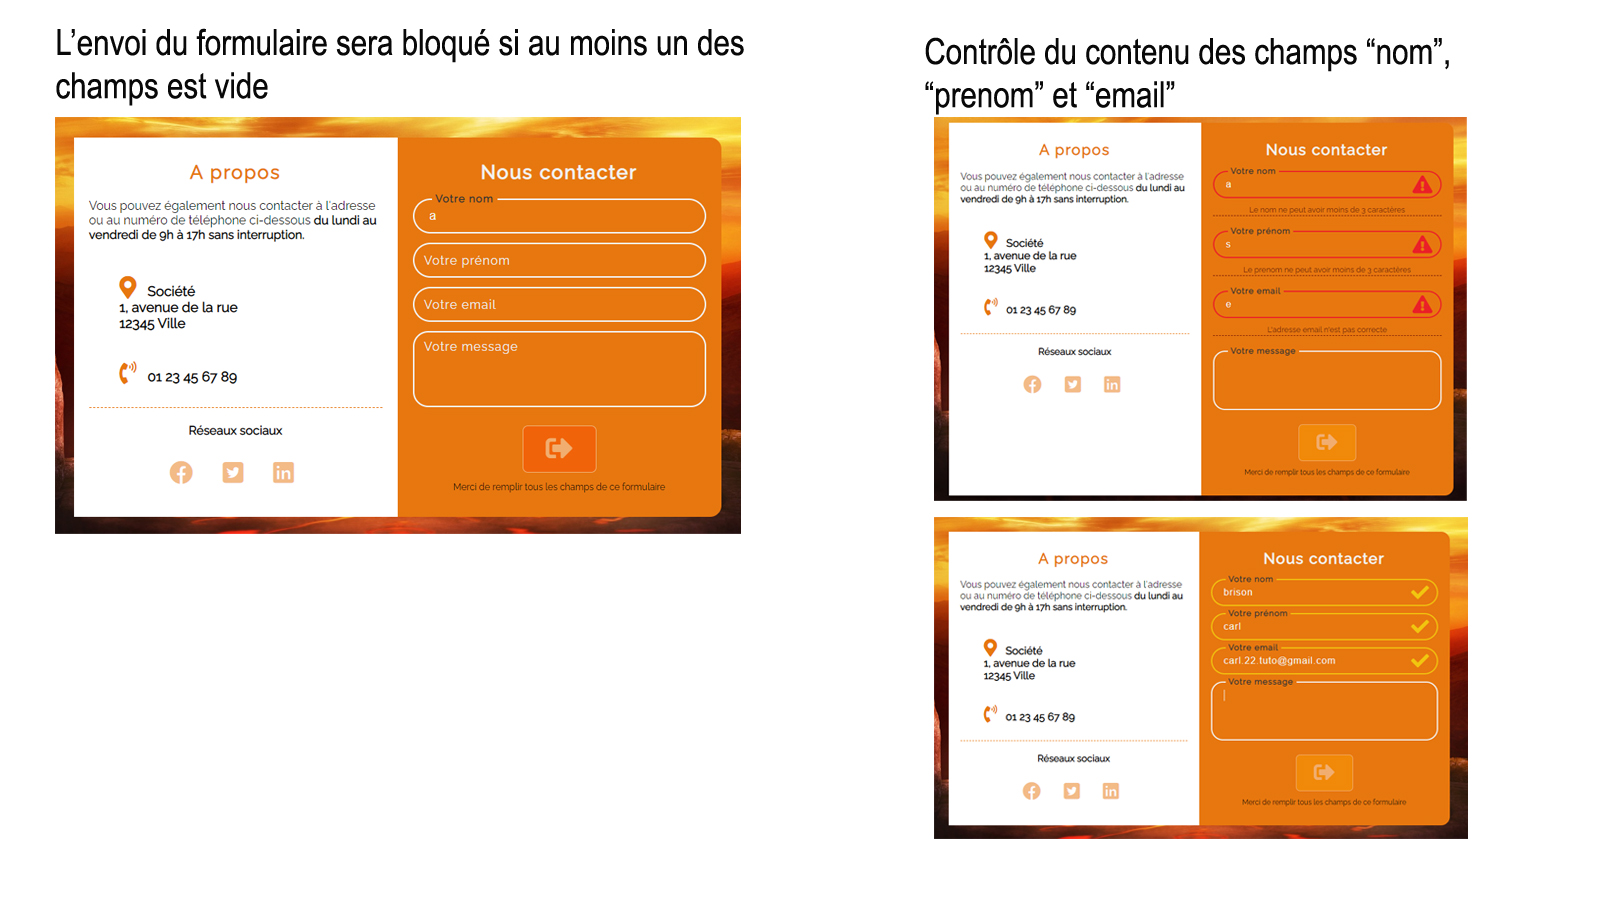 L’envoi du formulaire sera bloqué si au moins un des
champs est vide
A propos
Vous pouvez également nous contacter à l'adresse
ou au numéro de téléphone ci-dessous du lundi au
vendredi de 9h à 17h sans interruption.
Société
1, avenue de la rue
12345 Ville
01 23 45 67 89
Réseaux sociaux
Nous contacter
Votre nom
a
Votre prénom
Votre email
Votre message
Merci de remplir tous les champs de ce formulaire
Contrôle du contenu des champs “nom”,
“prenom” et “email”
A propos
Vous pouvez également nous contacter à l'adresse
ou au numéro de téléphone ci-dessous du lundi au
vendredi de 9h à 17h sans interruption.
Société
1, avenue de la rue
12345 Ville
01 23 45 67 89
Réseaux sociaux
Nous contacter
Votre nom
a
Le nom ne peut avoir moins de 3 caractères
Votre prénom
s
Le prenom ne peut avoir moins de 3 caractères
Votre email
e
L'adresse email n'est pas correcte
Votre message
Merci de remplir tous les champs de ce formulaire
A propos
Vous pouvez également nous contacter à l'adresse
ou au numéro de téléphone ci-dessous du lundi au
vendredi de 9h à 17h sans interruption.
Société
1, avenue de la rue
12345 Ville
01 23 45 67 89
Réseaux sociaux
Nous contacter
Votre nom
brison
Votre prénom
carl
Votre email
carl.22.tuto@gmail.com
Votre message
Merci de remplir tous les champs de ce formulaire